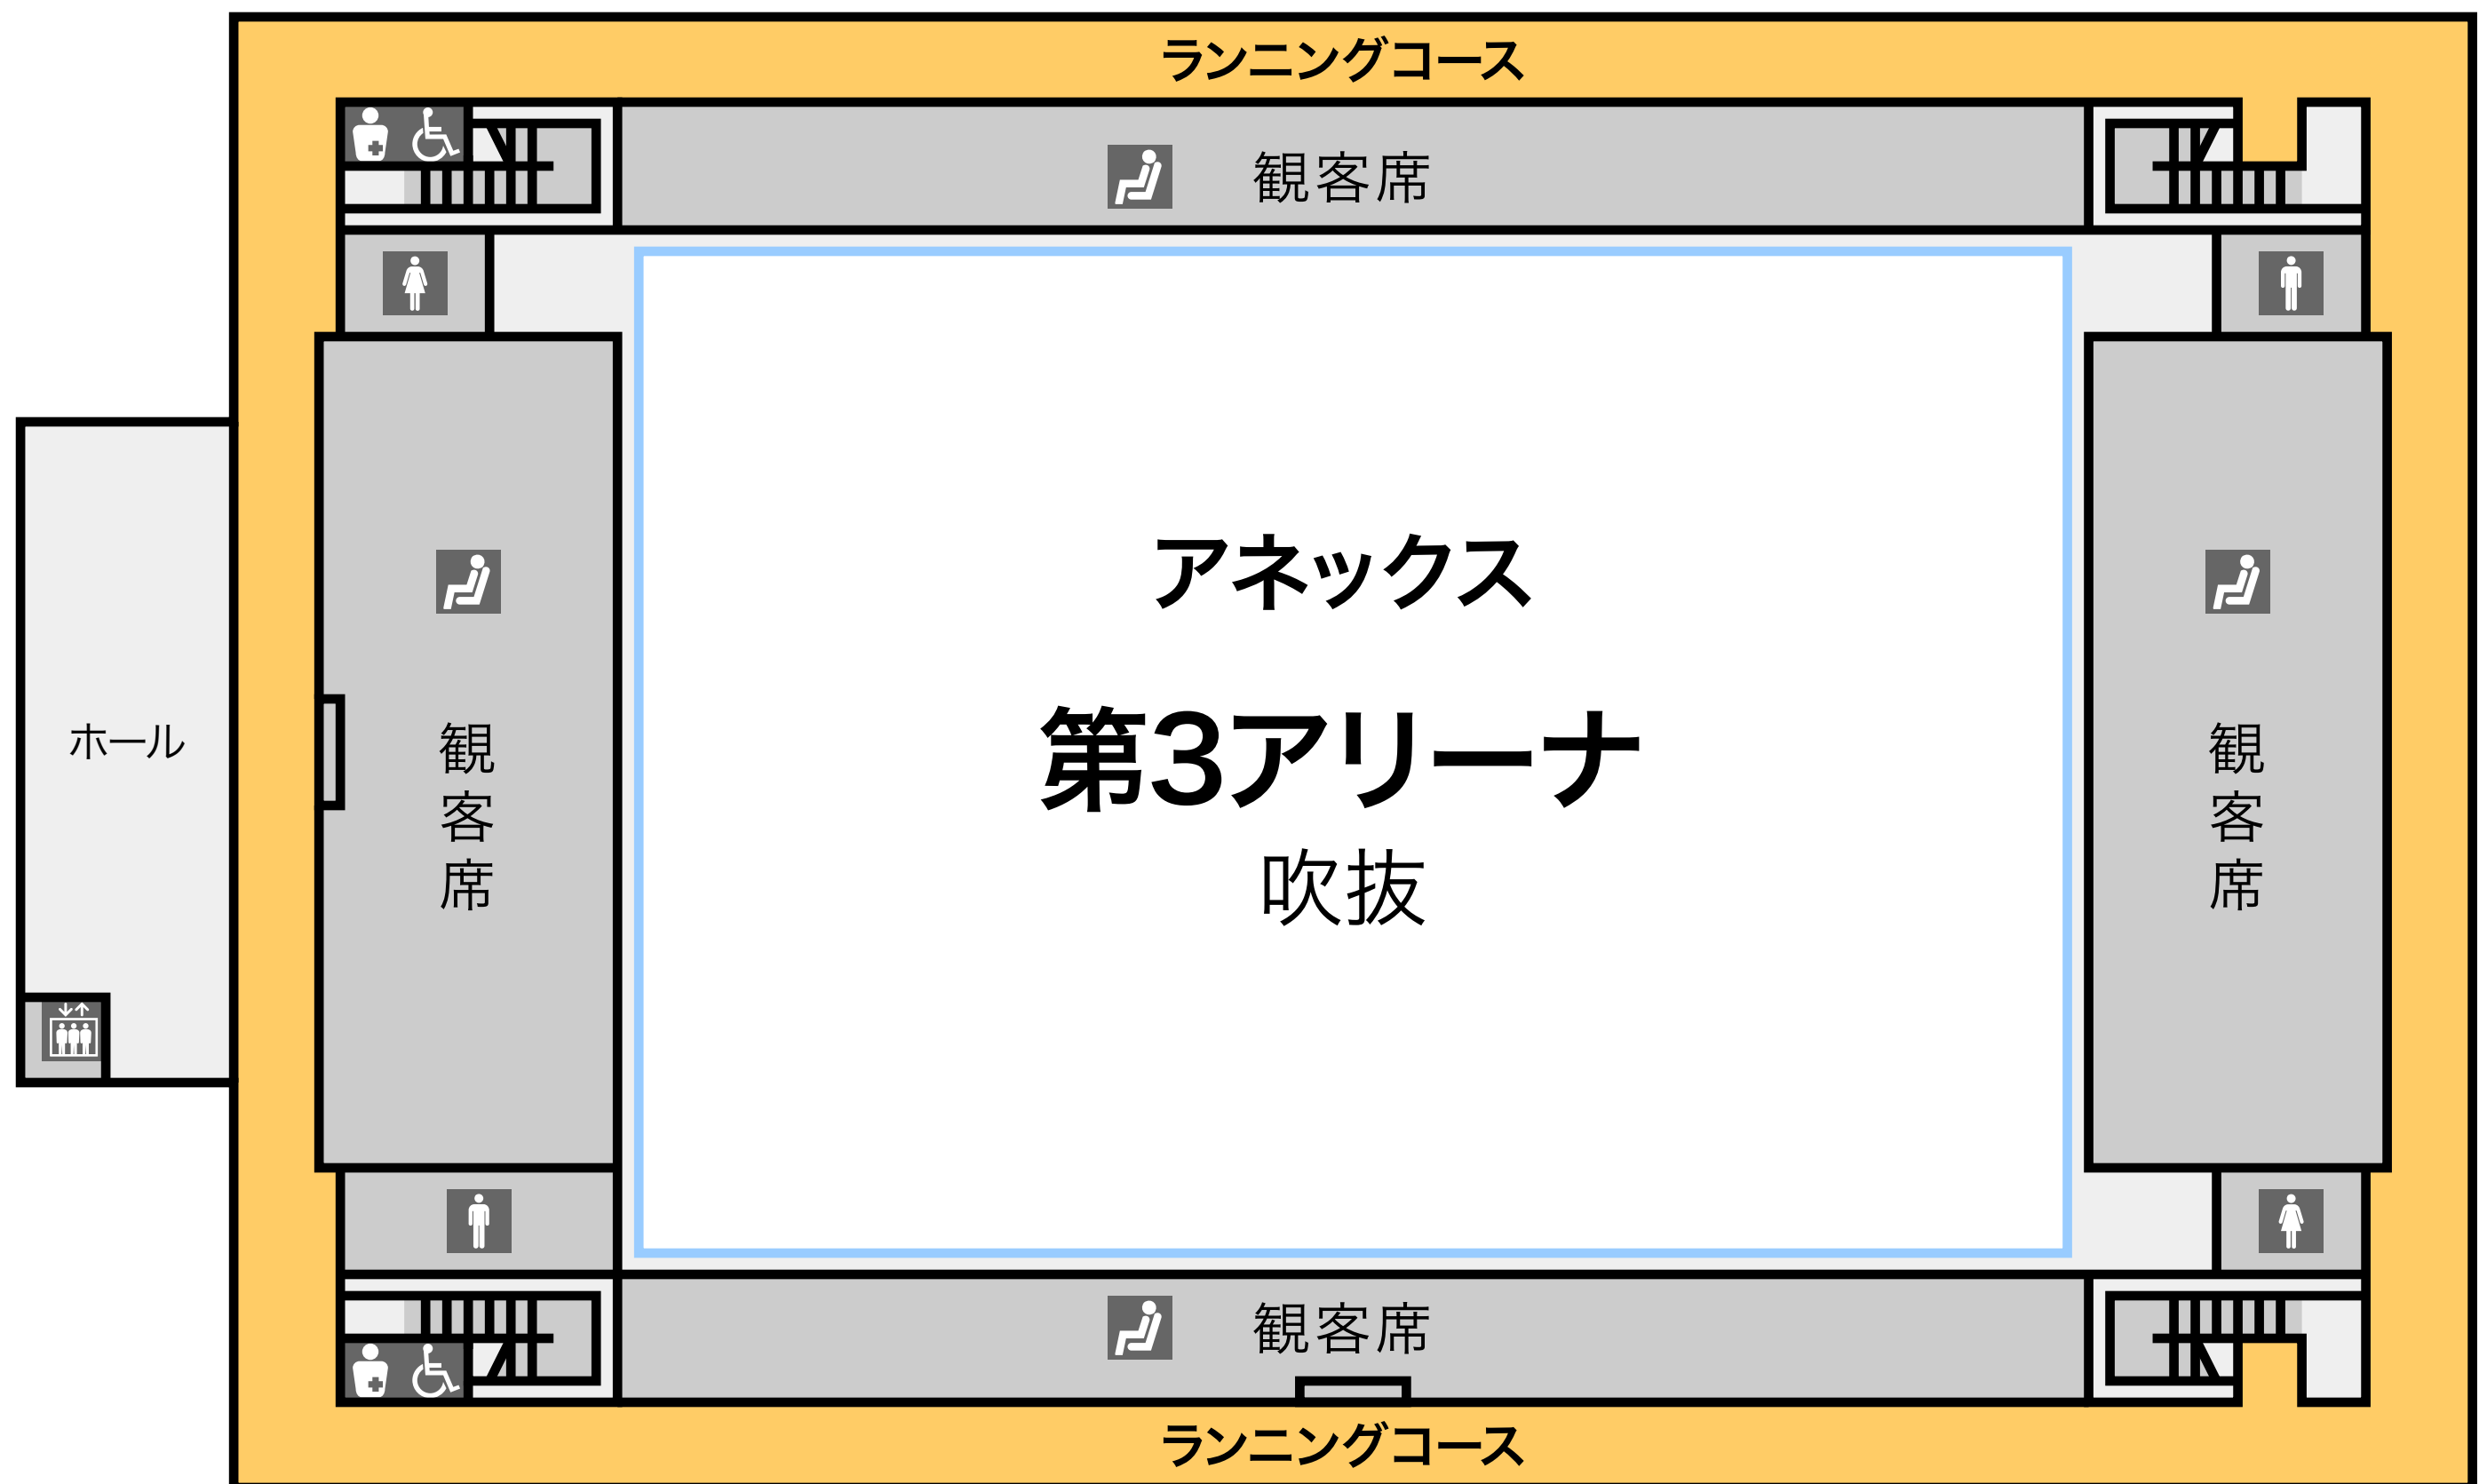 ランニングコース
観客席
アネックス
第3アリーナ
吹抜
ホール
観客席
観客席
観客席
ランニングコース